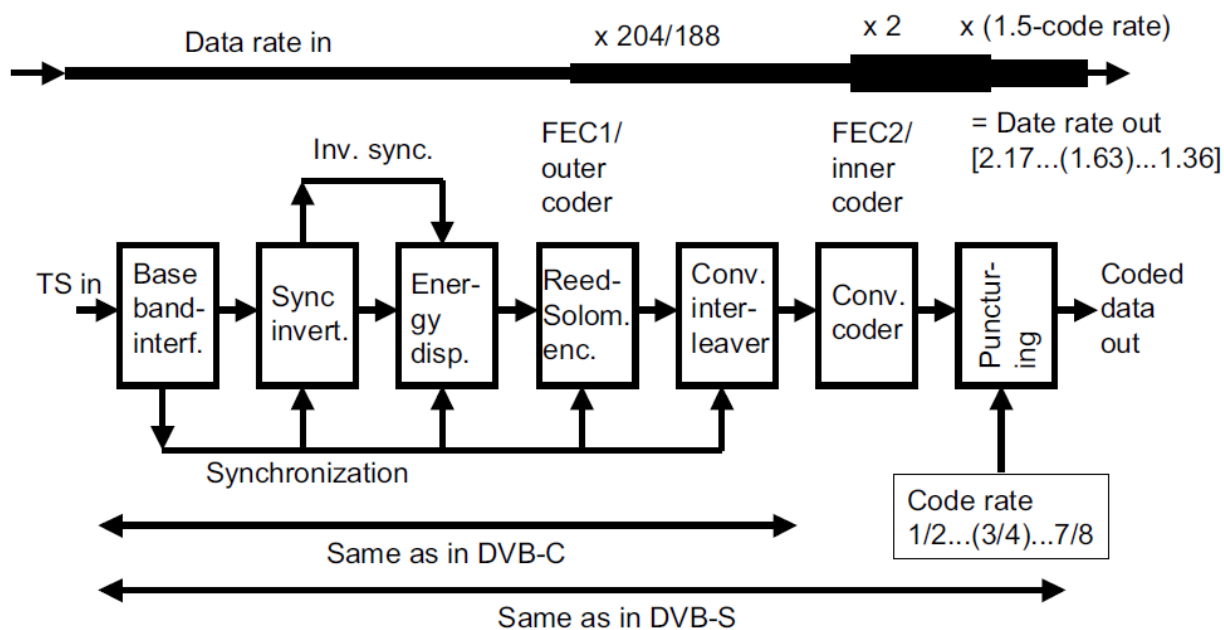 Data rate in
x 204/188
x 2
x (1.5-code rate)
= Date rate out
[2.17...(1.63)...1.36]
Inv. sync.
FEC1/
outer
coder
FEC2/
inner
coder
TS in
Base
band-
interf.
Sync
invert.
Ener-
gy
disp.
Reed-
Solom.
enc.
Conv.
inter-
leaver
Conv.
coder
Punctur-
ing
Coded
data
out
Synchronization
Code rate
1/2...(3/4)...7/8
Same as in DVB-C
Same as in DVB-S